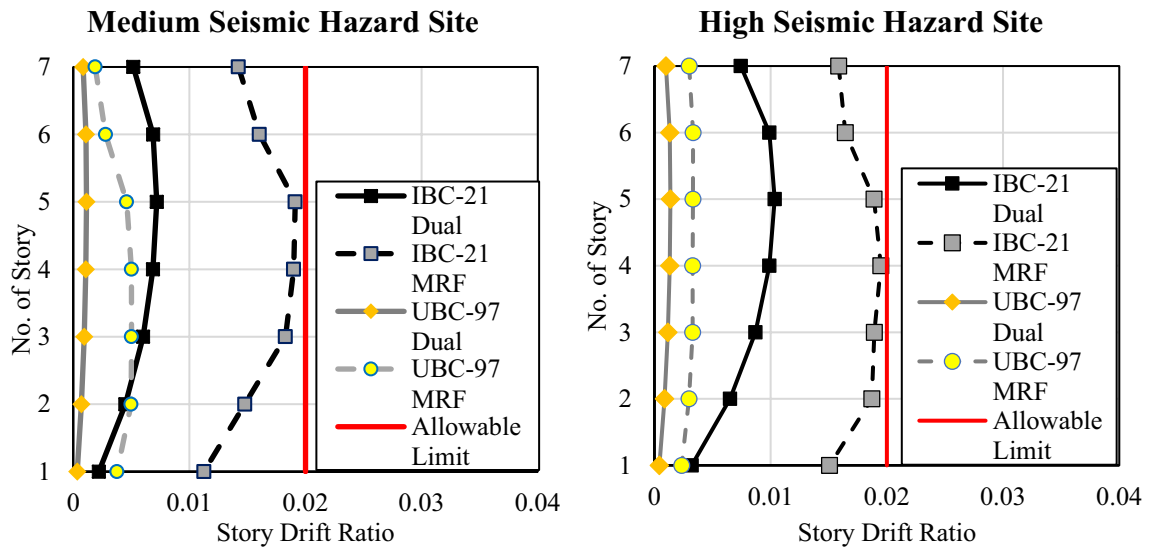 Medium Seismic Hazard Site
7
6
5
4
3
2
1
No. of Story
0
0.01
0.02
0.03
0.04
Story Drift Ratio
IBC-21
Dual
IBC-21
MRF
UBC-97
Dual
UBC-97
MRF
Allowable
Limit
High Seismic Hazard Site
7
6
5
4
3
2
1
No. of Story
0
0.01
0.02
0.03
0.04
Story Drift Ratio
IBC-21
Dual
IBC-21
MRF
UBC-97
Dual
UBC-97
MRF
Allowable
Limit